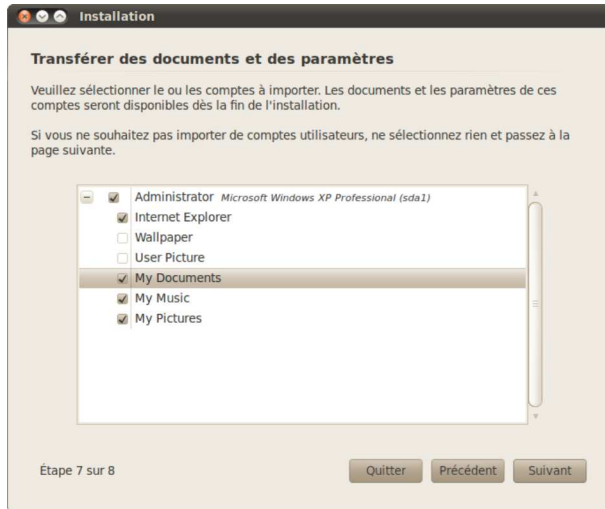 Installation
Transférer des documents et des paramètres
Veuillez sélectionner le ou les comptes à importer. Les documents et les paramètres de ces
comptes seront disponibles dès la fin de l'installation.
Si vous ne souhaitez pas importer de comptes utilisateurs, ne sélectionnez rien et passez à la
page suivante.
Administrator Microsoft Windows XP Professional (sda1)
Internet Explorer
Wallpaper
User Picture
My Documents
My Music
My Pictures
Étape 7 sur 8 Quitter Précédent Suivant